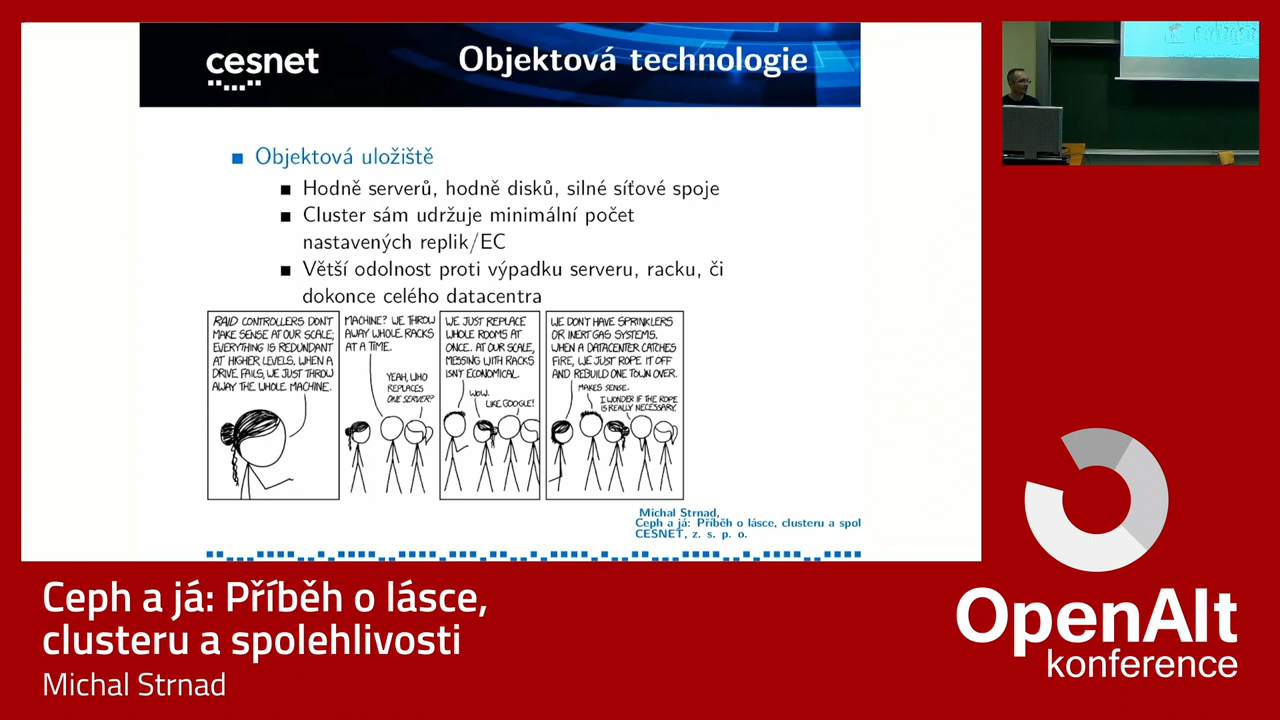 cesnet
Objektová technologie
Objektová uložiště
Hodně serverů, hodně disků, silné síťové spoje
Cluster sám udržuje minimální počet
nastavených replik/EC
Větší odolnost proti výpadku serveru, racku, či
dokonce celého datacentra
RAID CONTROLLERS DON'T
MAKE SENSE AT OUR SCALE;
EVERYTHING IS REDUNDANT
AT HIGHER LEVELS. WHEN A
DRIVE FAILS, WE JUST THROW
AWAY THE WHOLE MACHINE.
MACHINE? WE THROW
AWAY WHOLE RACKS
AT A TIME.
YEAH, WHO
REPLACES
ONE SERVER?
WE JUST REPLACE
WHOLE ROOMS AT
ONCE. AT OUR SCALE,
MESSING WITH RACKS
ISN'T ECONOMICAL.
WOW.
LIKE GOOGLE!
WE DON'T HAVE SPRINKLERS
OR INERT GAS SYSTEMS.
WHEN A DATACENTER CATCHES
FIRE, WE JUST ROPE IT OFF
AND REBUILD ONE TOWN OVER.
MAKES SENSE.
I WONDER IF THE ROPE
IS REALLY NECESSARY.
Michal Strnad,
Ceph a já: Příběh o lásce, clusteru a spol
CESNET, z. s. p. o.
Ceph a já: Příběh o lásce,
clusteru a spolehlivosti
Michal Strnad
OpenAlt
konference